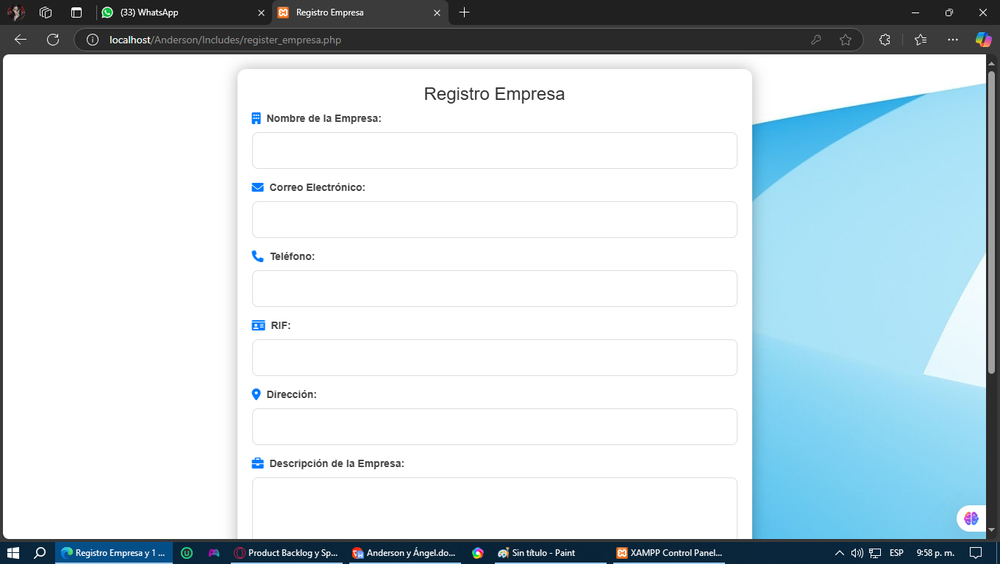 (33) WhatsApp
Registro Empresa
localhost/Anderson/Includes/register_empresa.php
Registro Empresa
Nombre de la Empresa:
Correo Electrónico:
Teléfono:
RIF:
Dirección:
Descripción de la Empresa:
Registro Empresa y 1 ...
Product Backlog y Sp...
Anderson y Ángel.do...
Sin título - Paint
XAMPP Control Panel...
ESP
9:58 p. m.